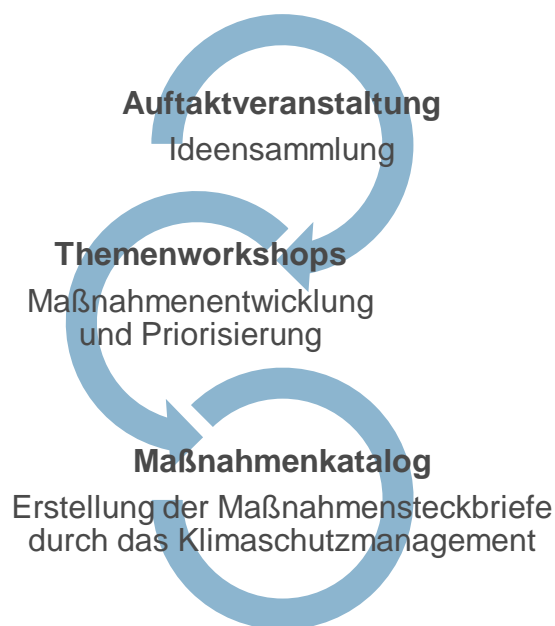 Auftaktveranstaltung
Ideensammlung
Themenworkshops
Maßnahmenentwicklung
und Priorisierung
Maßnahmenkatalog
Erstellung der Maßnahmensteckbriefe
durch das Klimaschutzmanagement